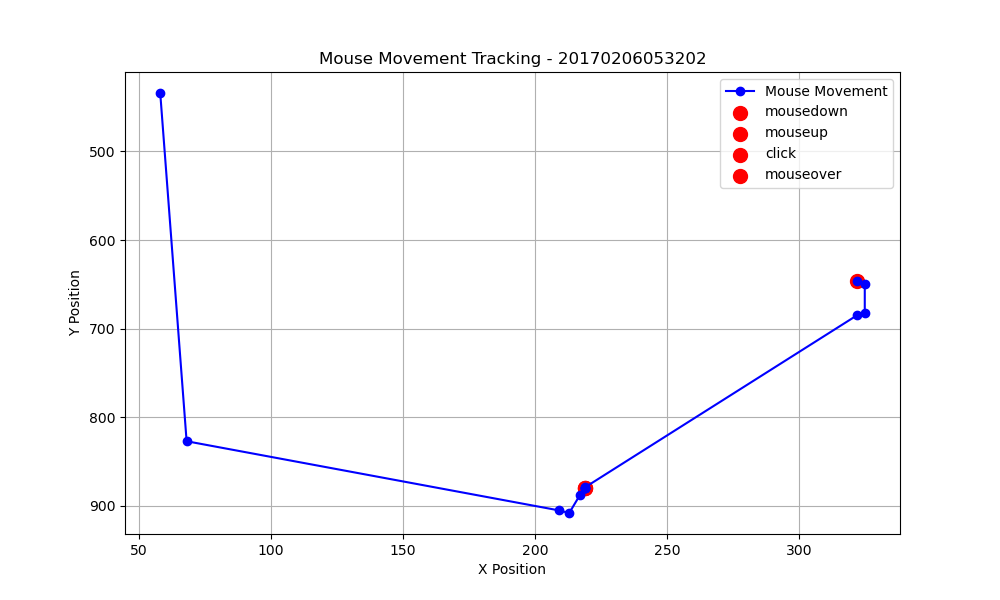 Mouse Movement Tracking - 20170206053202
Mouse Movement
mousedown
mouseup
click
mouseover
500
600
700
800
900
Y Position
50
100
150
200
250
300
X Position